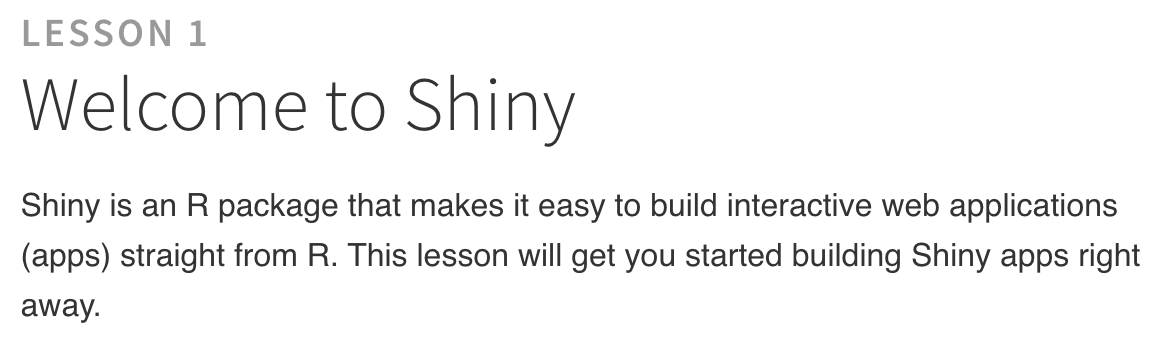 LESSON 1
Welcome to Shiny
Shiny is an R package that makes it easy to build interactive web applications
(apps) straight from R. This lesson will get you started building Shiny apps right
away.